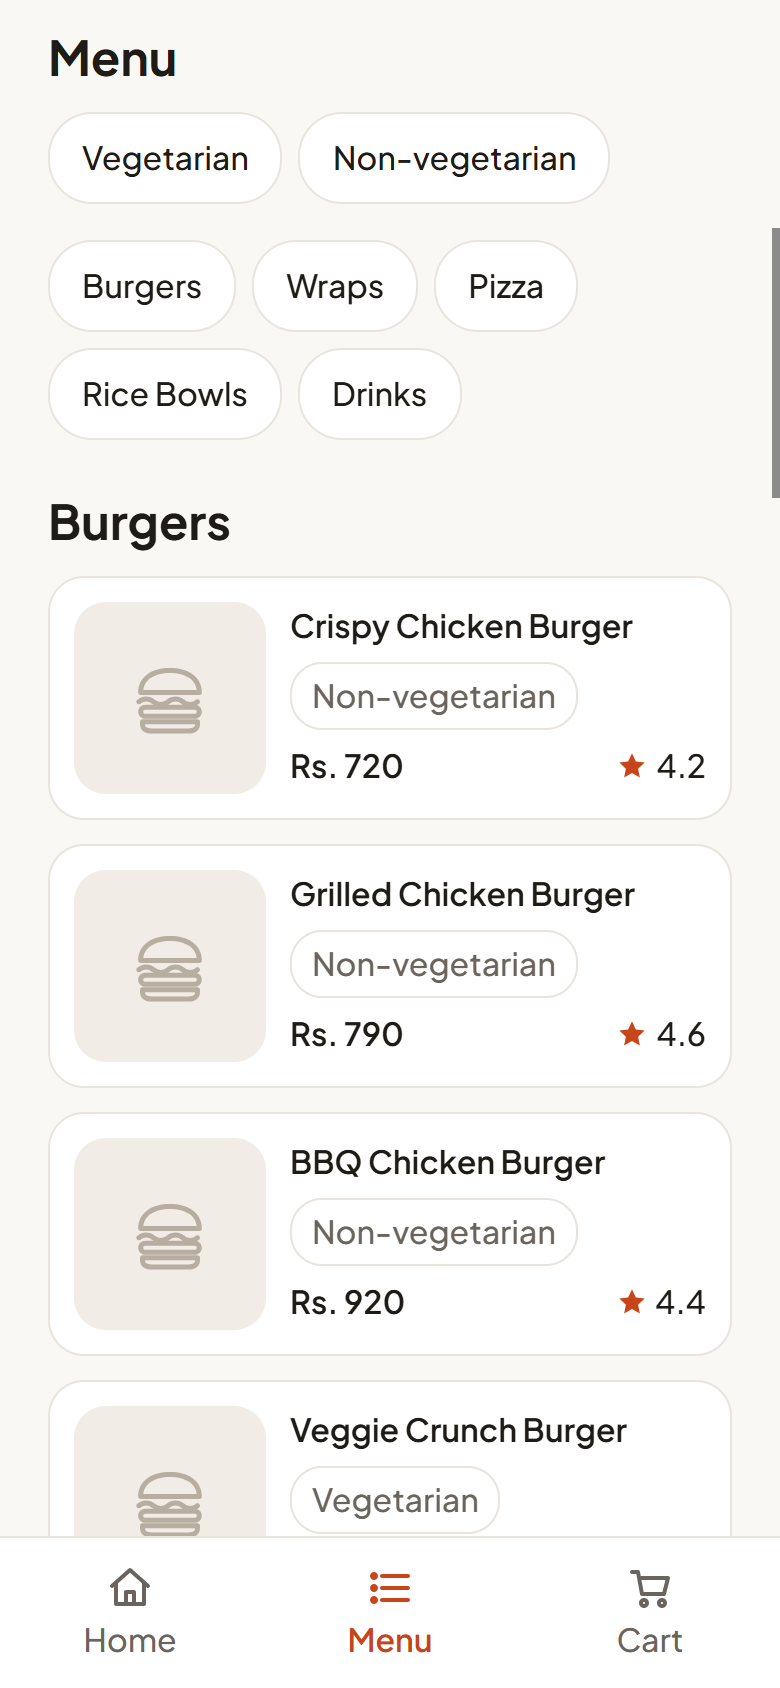 Menu
Vegetarian Non-vegetarian
Burgers Wraps Pizza
Rice Bowls Drinks
Burgers
Crispy Chicken Burger
Non-vegetarian
Rs. 720 4.2
Grilled Chicken Burger
Non-vegetarian
Rs. 790 4.6
BBQ Chicken Burger
Non-vegetarian
Rs. 920 4.4
Veggie Crunch Burger
Vegetarian
Home Menu Cart